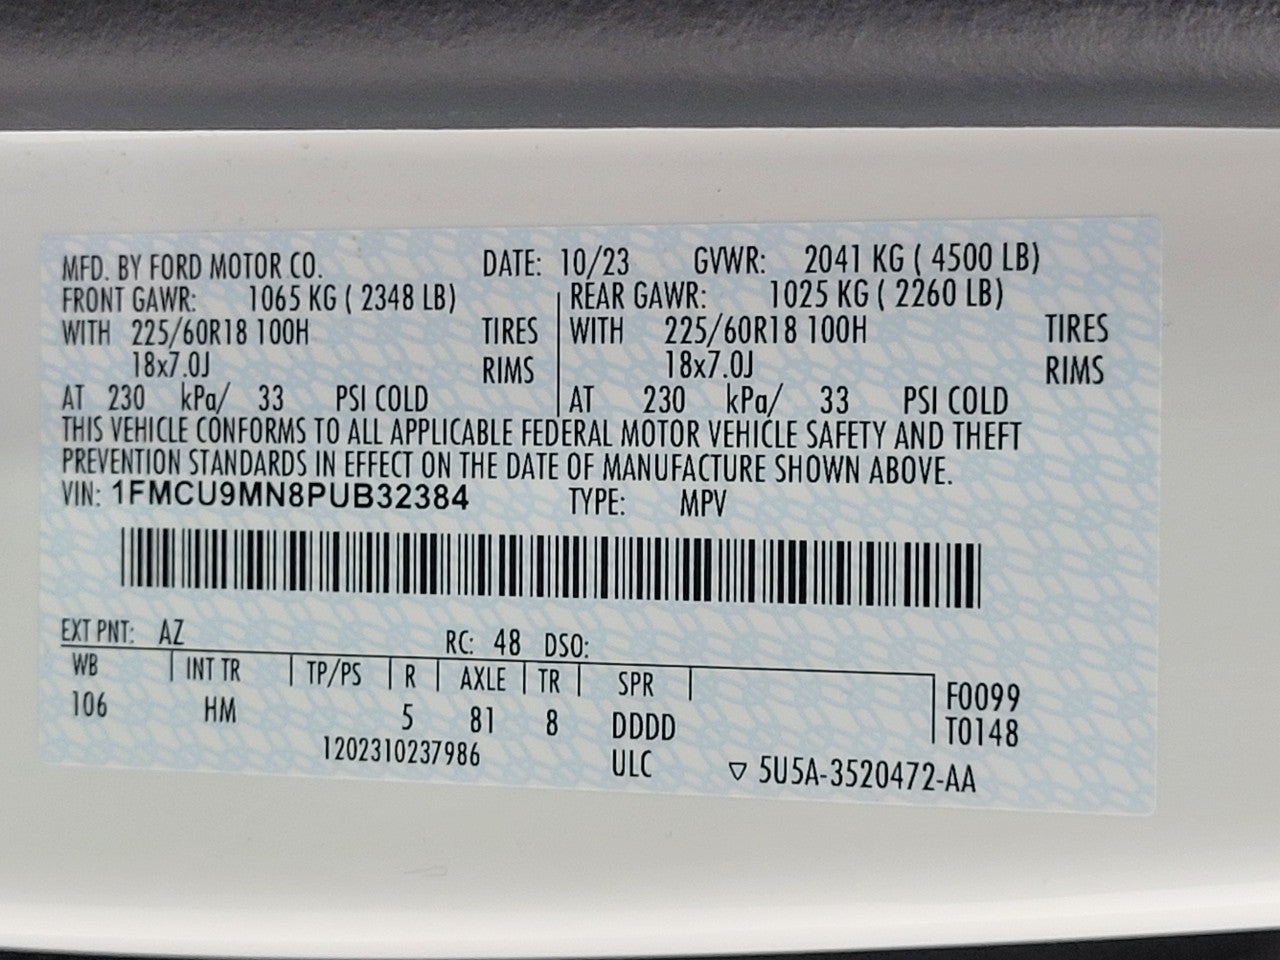 MFD. BY FORD MOTOR CO. DATE: 10/23 GVWR: 2041 KG ( 4500 LB)
FRONT GAWR: 1065 KG ( 2348 LB) REAR GAWR: 1025 KG ( 2260 LB)
WITH 225/60R18 100H TIRES WITH 225/60R18 100H TIRES
18x7.0J RIMS 18x7.0J RIMS
AT 230 kPa/ 33 PSI COLD AT 230 kPa/ 33 PSI COLD
THIS VEHICLE CONFORMS TO ALL APPLICABLE FEDERAL MOTOR VEHICLE SAFETY AND THEFT
PREVENTION STANDARDS IN EFFECT ON THE DATE OF MANUFACTURE SHOWN ABOVE.
VIN: 1FMCU9MN8PUB32384 TYPE: MPV
EXT PNT: AZ RC: 48 DSO:
WB INT TR TP/PS R AXLE TR SPR F0099
106 HM 5 81 8 DDDD T0148
1202310237986 ULC 5U5A-3520472-AA